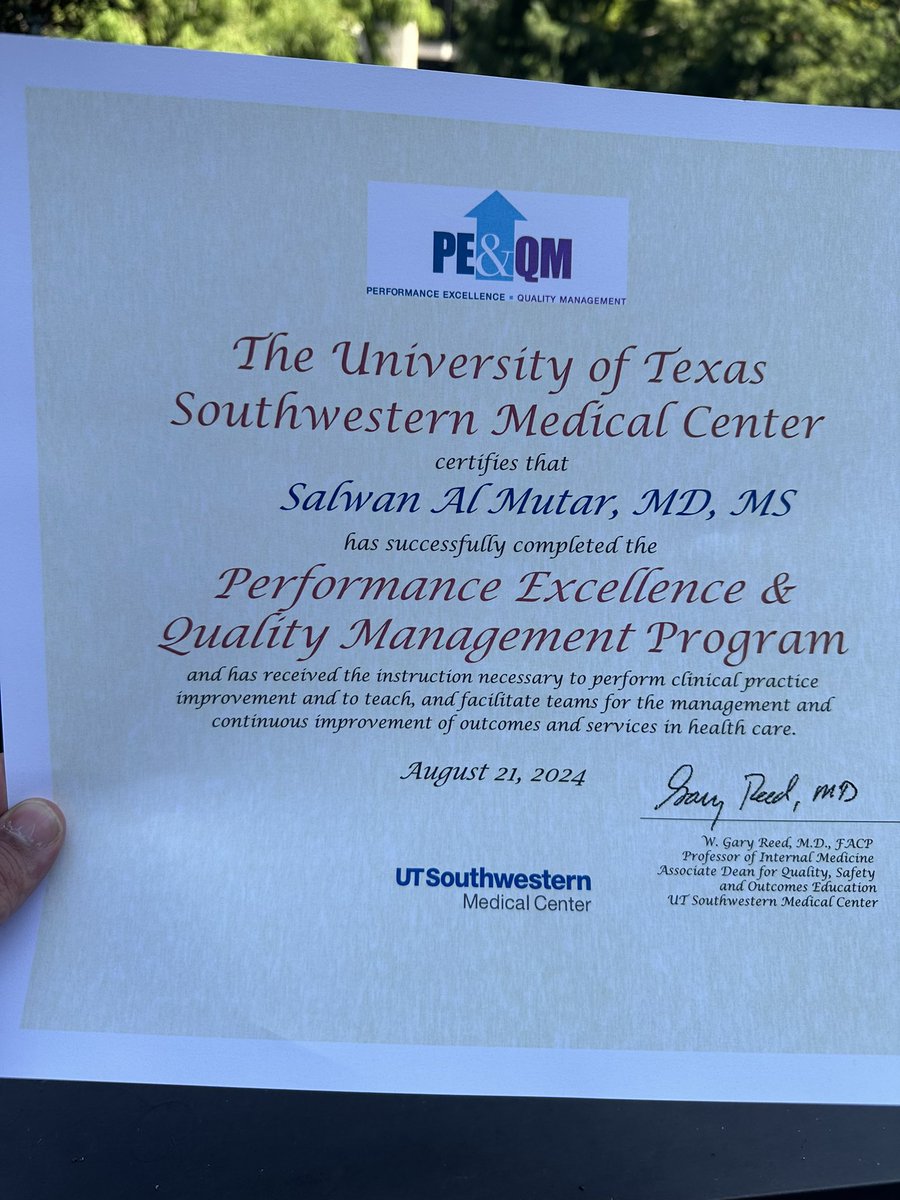 PE&QM
PERFORMANCE EXCELLENCE ▪ QUALITY MANAGEMENT
The University of Texas
Southwestern Medical Center
certifies that
Salwan Al Mutar, MD, MS
has successfully completed the
Performance Excellence &
Quality Management Program
and has received the instruction necessary to perform clinical practice
improvement and to teach, and facilitate teams for the management and
continuous improvement of outcomes and services in health care.
August 21, 2024
Gary Reed, MD
W. Gary Reed, M.D., FACP
Professor of Internal Medicine
Associate Dean for Quality, Safety
and Outcomes Education
UT Southwestern Medical Center
UTSouthwestern
Medical Center